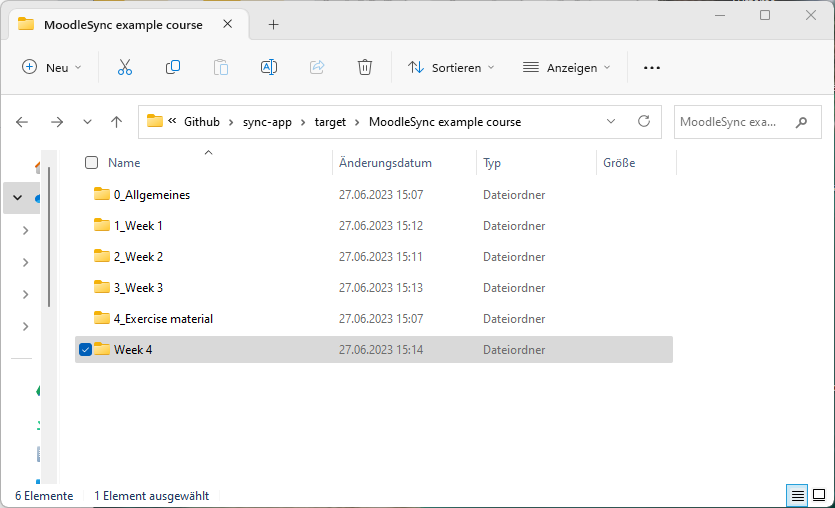 MoodleSync example course
Neu
Sortieren
Anzeigen
Github sync-app target MoodleSync example course
MoodleSync exa...
Name Änderungsdatum Typ Größe
0_Allgemeines 27.06.2023 15:07 Dateiordner
1_Week 1 27.06.2023 15:12 Dateiordner
2_Week 2 27.06.2023 15:11 Dateiordner
3_Week 3 27.06.2023 15:13 Dateiordner
4_Exercise material 27.06.2023 15:07 Dateiordner
Week 4 27.06.2023 15:14 Dateiordner
6 Elemente 1 Element ausgewählt